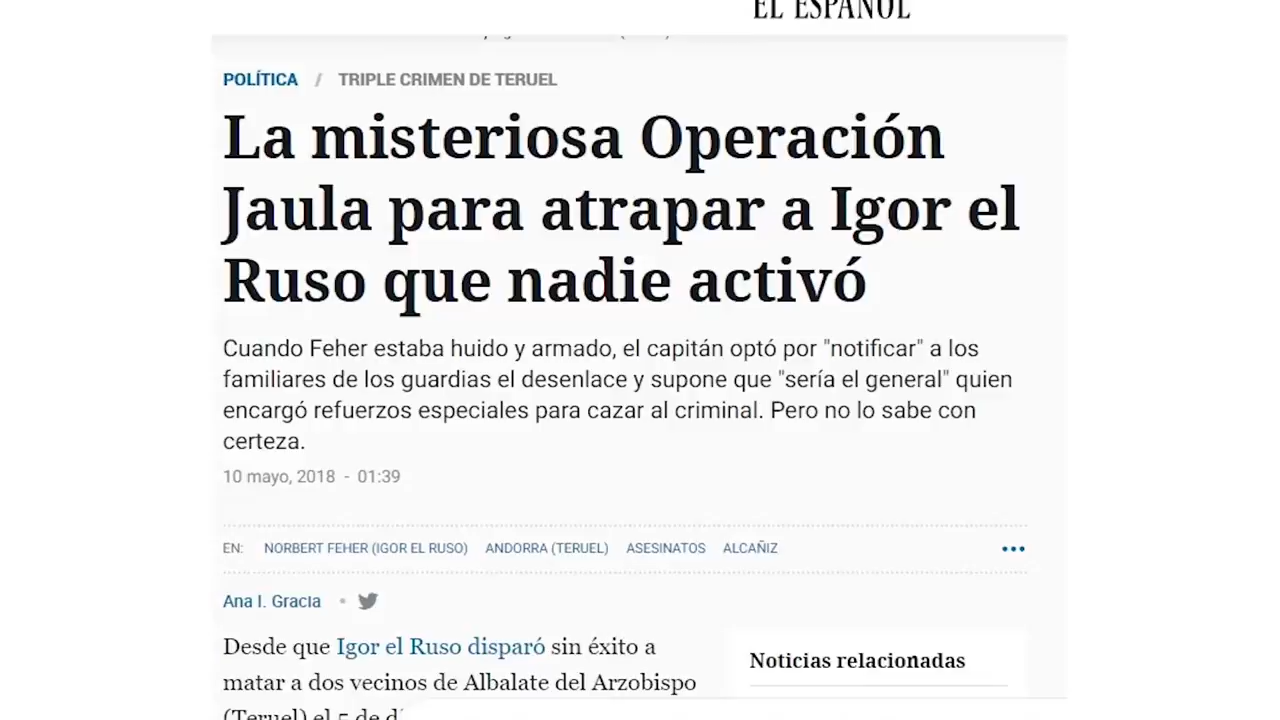 EL ESPAÑOL
POLÍTICA / TRIPLE CRIMEN DE TERUEL
La misteriosa Operación
Jaula para atrapar a Igor el
Ruso que nadie activó
Cuando Feher estaba huido y armado, el capitán optó por "notificar" a los
familiares de los guardias el desenlace y supone que "sería el general" quien
encargó refuerzos especiales para cazar al criminal. Pero no lo sabe con
certeza.
10 mayo, 2018 - 01:39
EN: NORBERT FEHER (IGOR EL RUSO) ANDORRA (TERUEL) ASESINATOS ALCAÑIZ
Ana I. Gracia
Desde que Igor el Ruso disparó sin éxito a
matar a dos vecinos de Albalate del Arzobispo
(Teruel) el 5 de
Noticias relacionadas